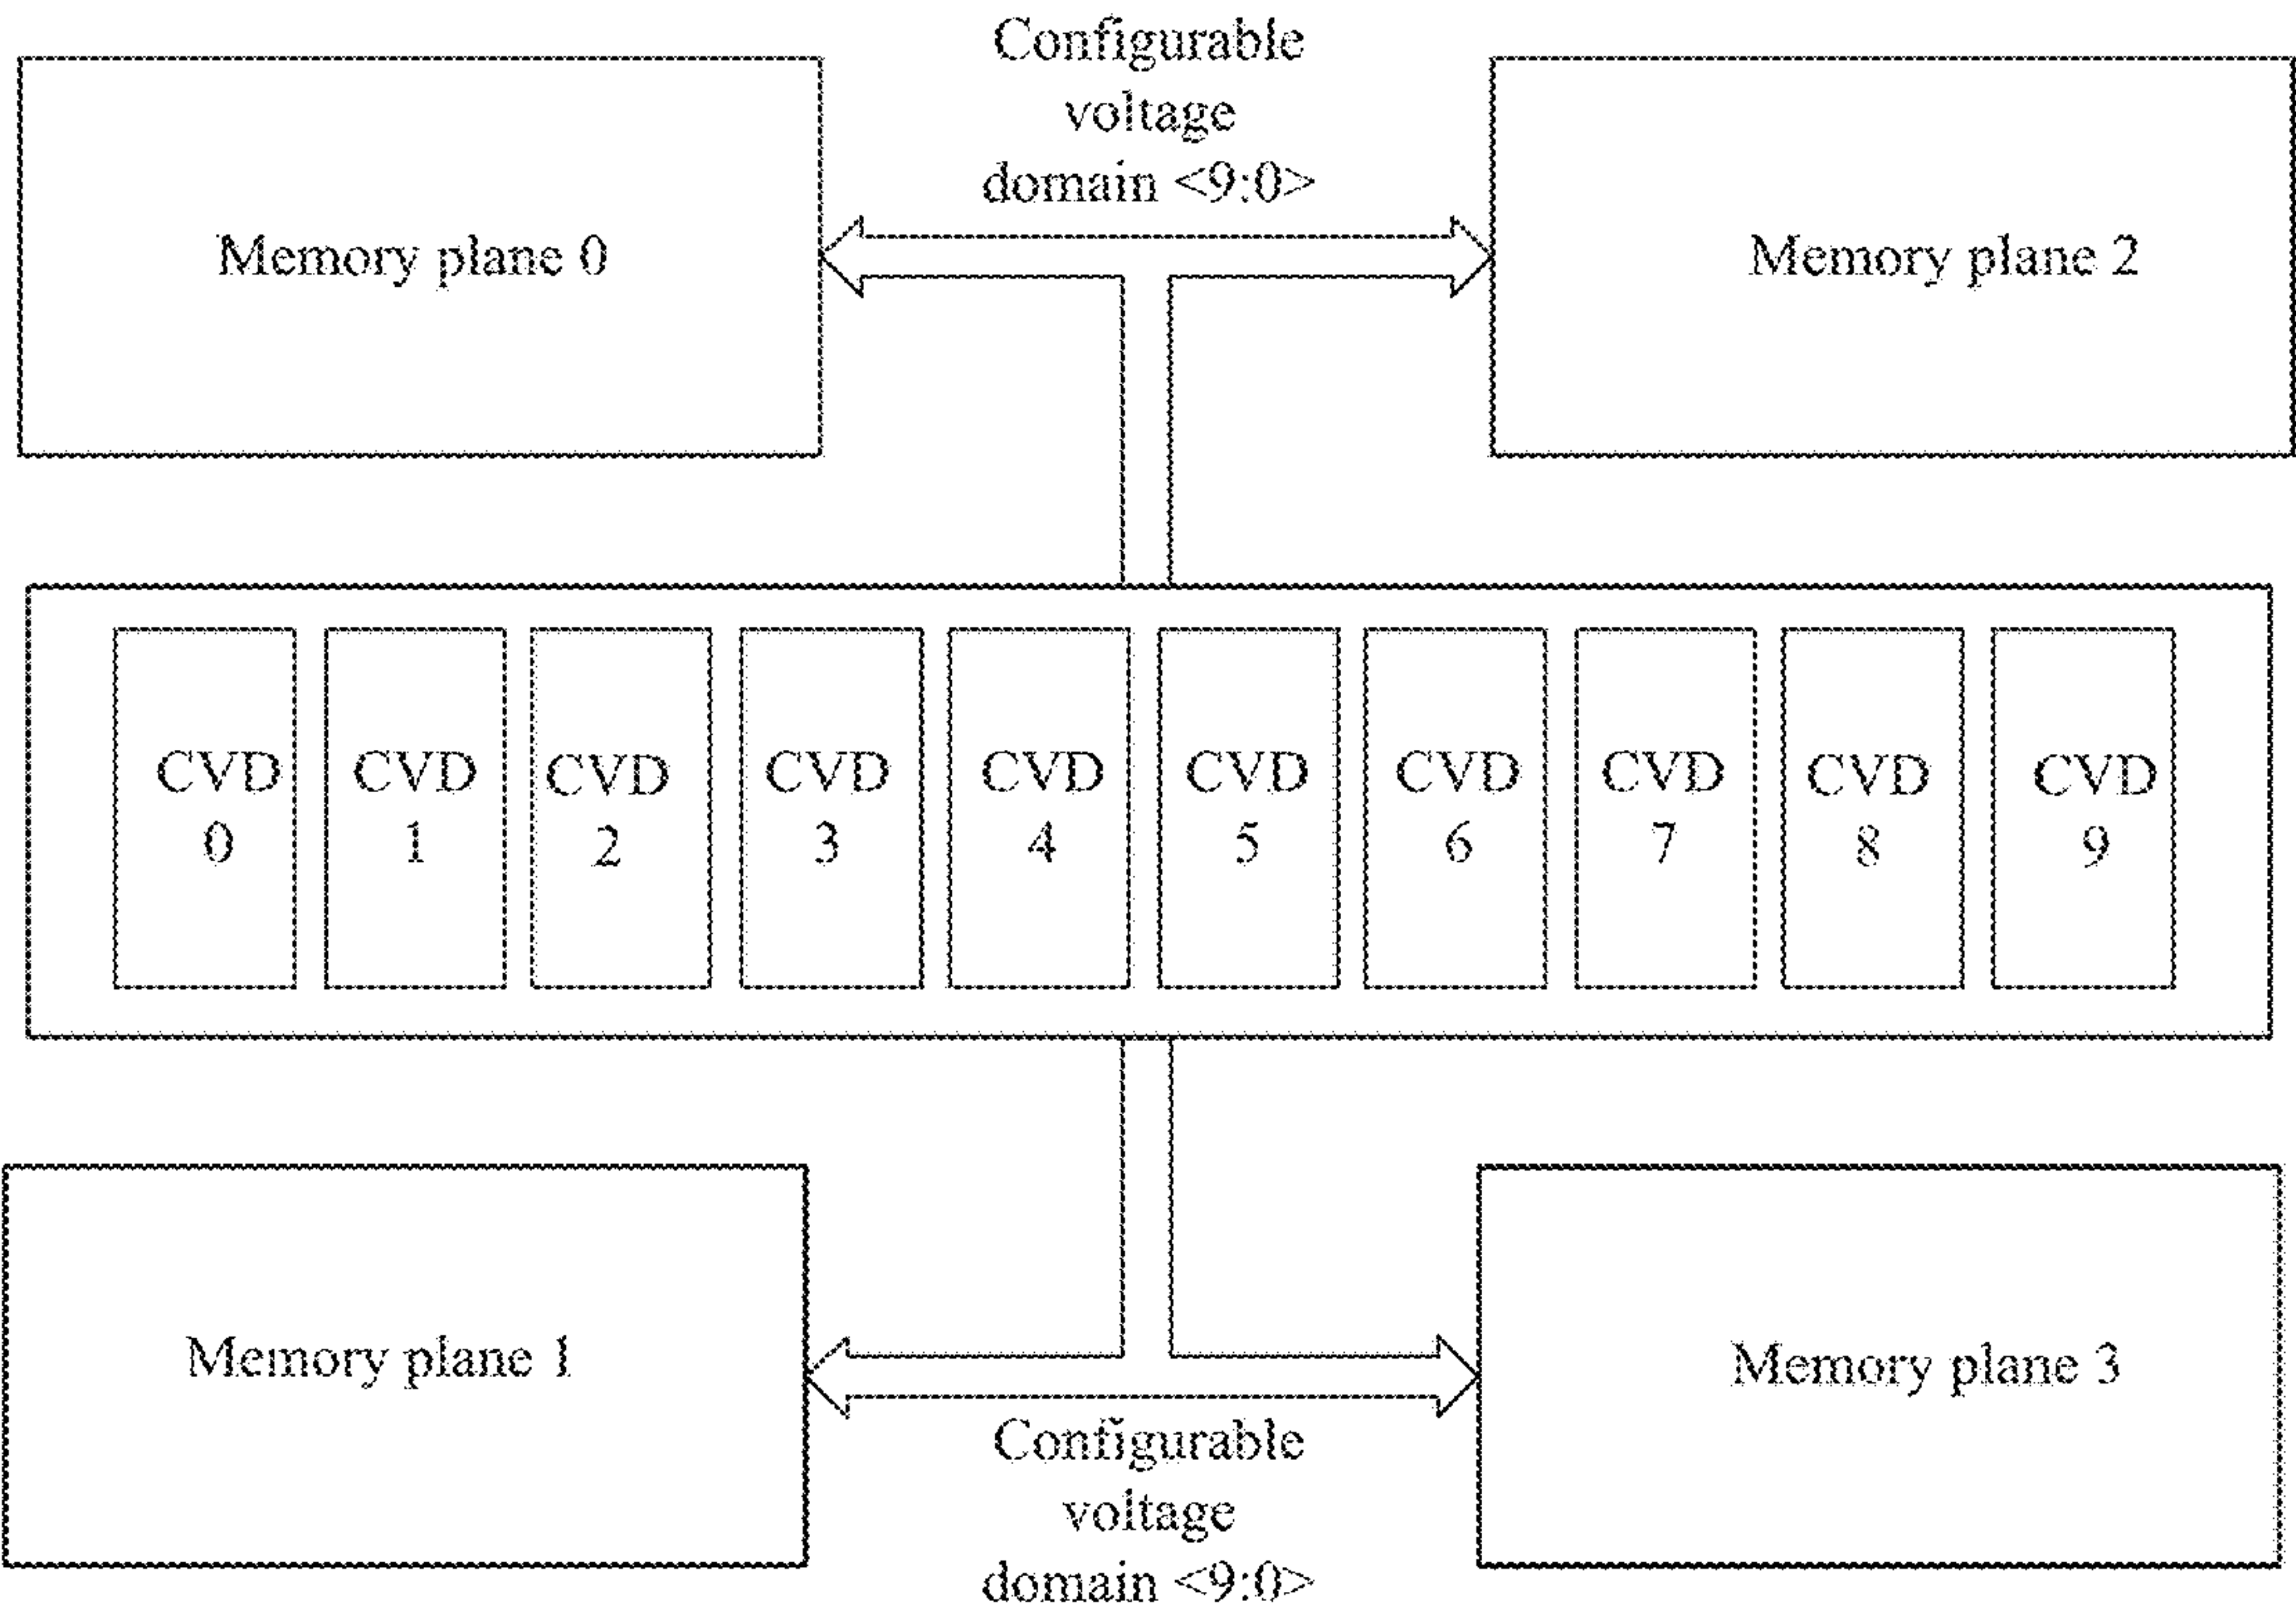 Configurable
voltage
domain <9:0>
Memory plane 0
Memory plane 2
CVD
0
CVD
1
CVD
2
CVD
3
CVD
4
CVD
5
CVD
6
CVD
7
CVD
8
CVD
9
Memory plane 1
Memory plane 3
Configurable
voltage
domain <9:0>